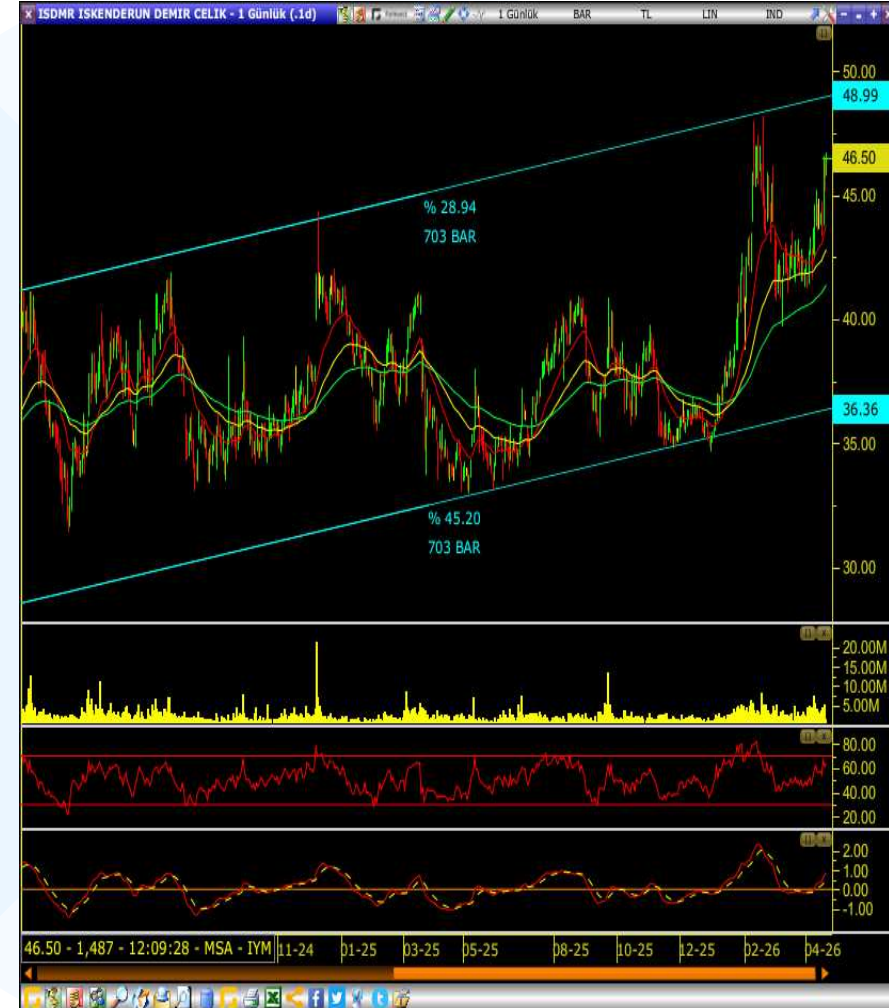 ISDMR ISKENDERUN DEMIR CELIK - 1 Günlük (.1d) 1 Günlük BAR TL LIN IND
50.00
48.99
46.50
45.00
% 28.94
703 BAR
40.00
36.36
35.00
% 45.20
703 BAR
30.00
20.00M
15.00M
10.00M
5.00M
80.00
60.00
40.00
20.00
2.00
1.00
0.00
-1.00
46.50 - 1,487 - 12:09:28 - MSA - IYM 11-24 01-25 03-25 05-25 08-25 10-25 12-25 02-26 04-26